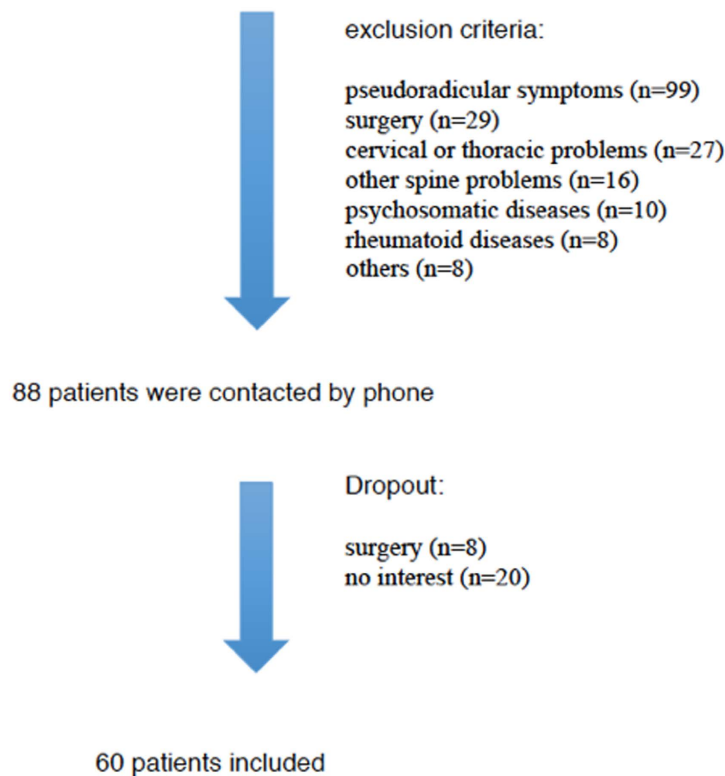 exclusion criteria:
pseudoradicular symptoms (n=99)
surgery (n=29)
cervical or thoracic problems (n=27)
other spine problems (n=16)
psychosomatic diseases (n=10)
rheumatoid diseases (n=8)
others (n=8)
88 patients were contacted by phone
Dropout:
surgery (n=8)
no interest (n=20)
60 patients included